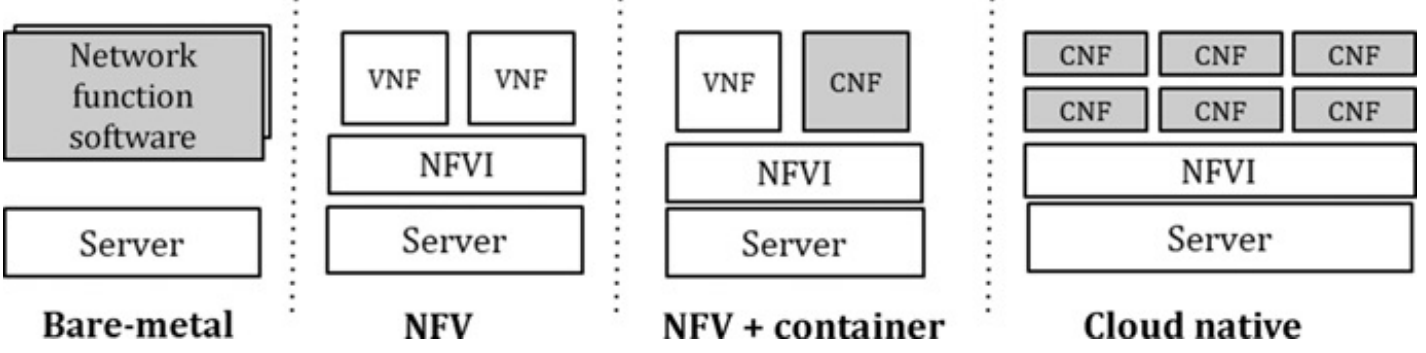 Network
function
software
Server
Bare-metal
VNF VNF
NFVI
Server
NFV
VNF CNF
NFVI
Server
NFV + container
CNF CNF CNF
CNF CNF CNF
NFVI
Server
Cloud native